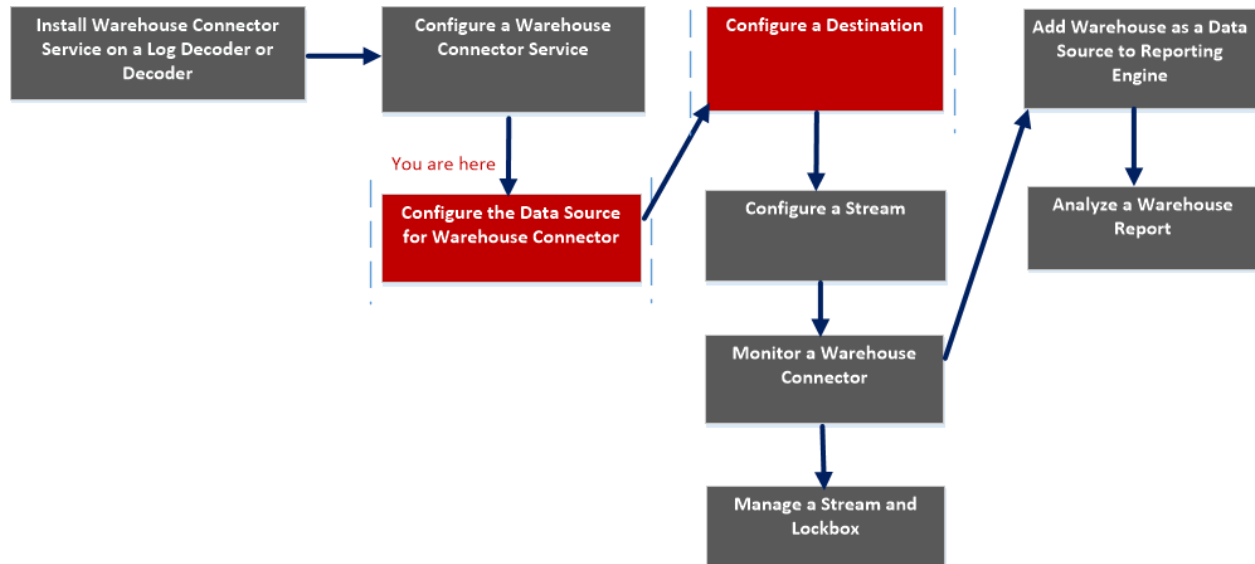 Install Warehouse Connector
Service on a Log Decoder or
Decoder
Configure a Warehouse
Connector Service
You are here
Configure the Data Source
for Warehouse Connector
Configure a Destination
Configure a Stream
Monitor a Warehouse
Connector
Manage a Stream and
Lockbox
Add Warehouse as a Data
Source to Reporting
Engine
Analyze a Warehouse
Report